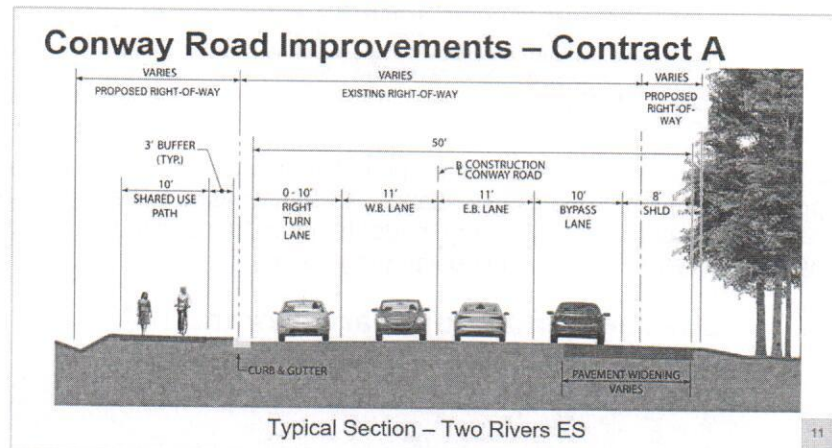 Conway Road Improvements – Contract A
VARIES
PROPOSED RIGHT-OF-WAY
VARIES
EXISTING RIGHT-OF-WAY
VARIES
PROPOSED
RIGHT-OF-
WAY
3' BUFFER
(TYP.)
50'
B CONSTRUCTION
CONWAY ROAD
10'
SHARED USE
PATH
0 - 10'
RIGHT
TURN
LANE
11'
W.B. LANE
11'
E.B. LANE
10'
BYPASS
LANE
8'
SHLD
CURB & GUTTER
PAVEMENT WIDENING
VARIES
Typical Section – Two Rivers ES
11